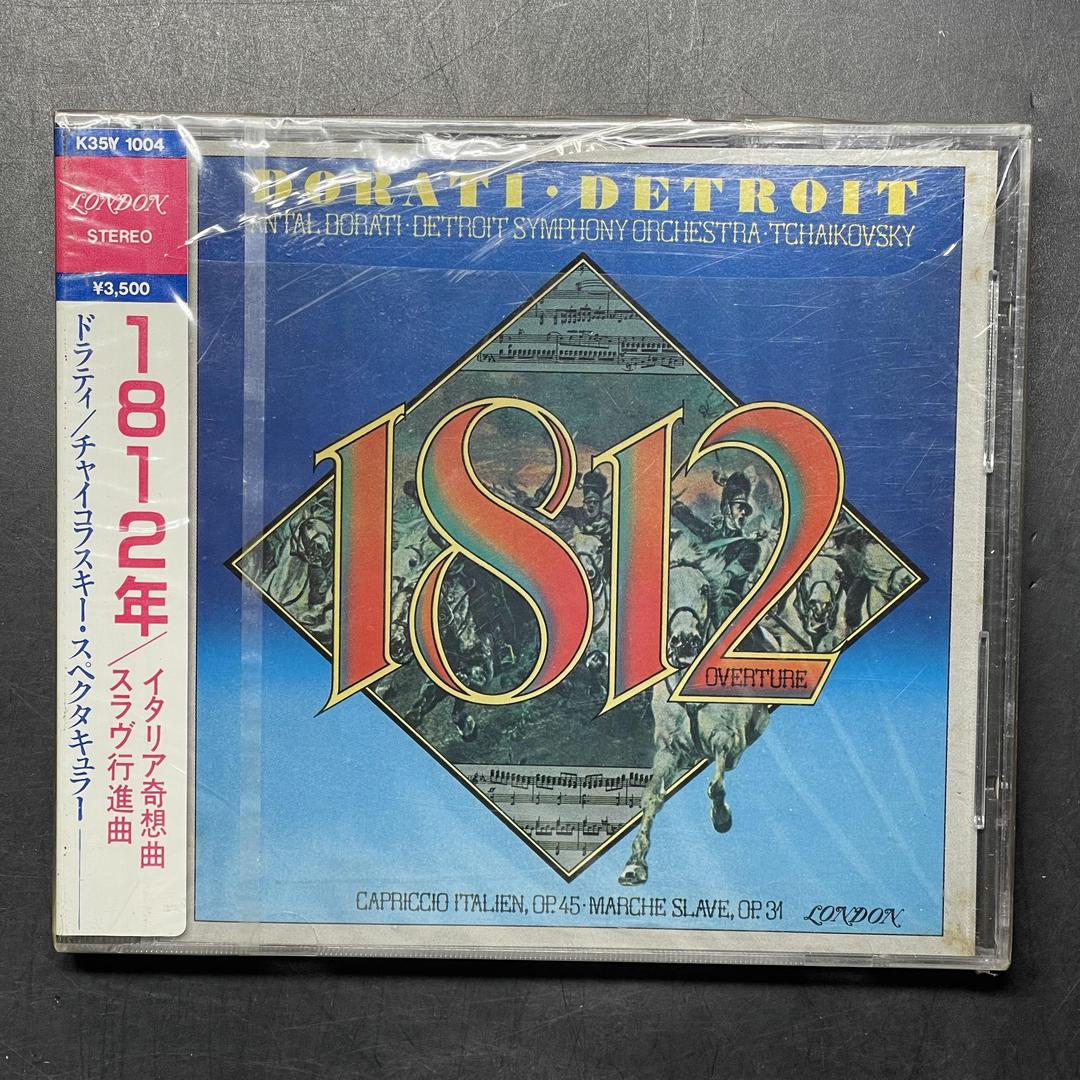 K35Y 1004
LONDON
STEREO
¥3,500
1812年/イタリア奇想曲
スラヴ行進曲
ドラティ/チャイコフスキー・スペクタキュラー
DORATI・DETROIT
ANTAL DORATI・DETROIT SYMPHONY ORCHESTRA・TCHAIKOVSKY
1812
OVERTURE
CAPRICCIO ITALIEN, OP. 45・MARCHE SLAVE, OP. 31
LONDON